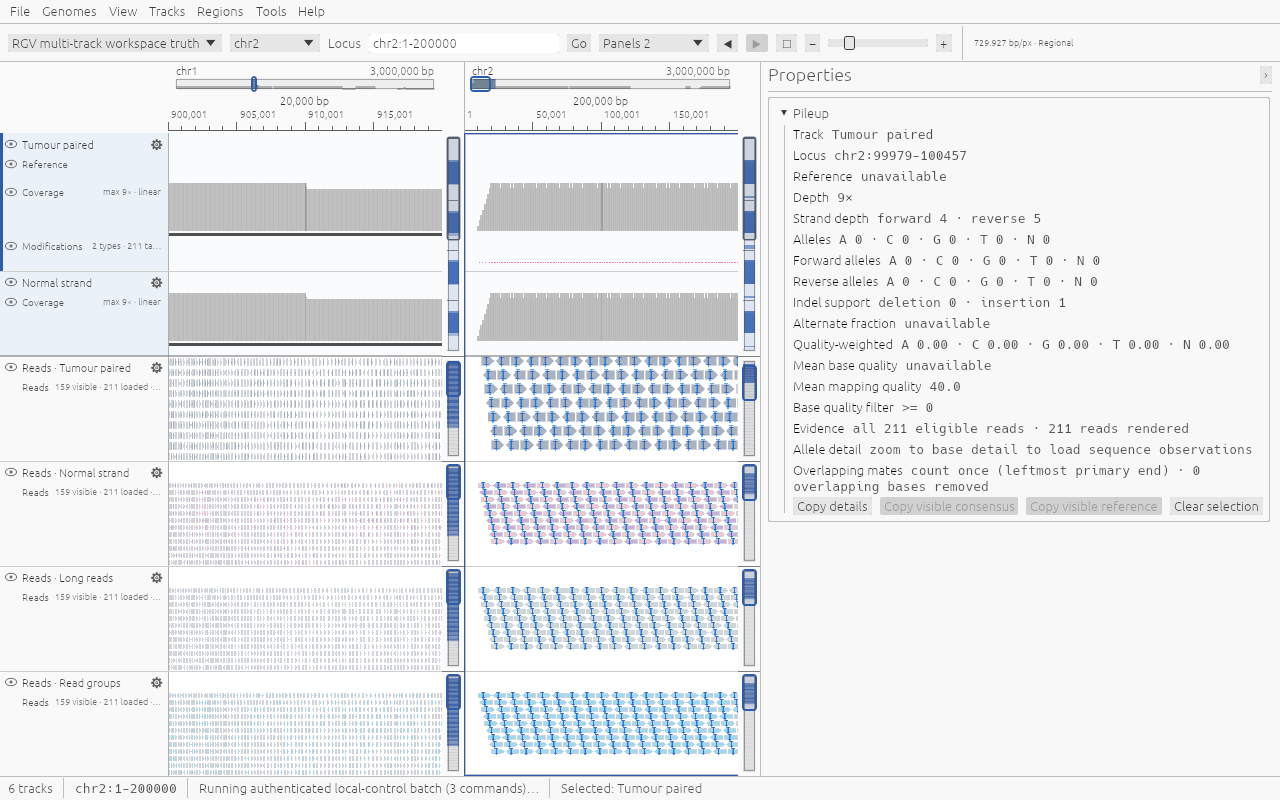 File Genomes View Tracks Regions Tools Help
RGV multi-track workspace truth chr2 Locus chr2:1-200000 Go Panels 2 − + 729.927 bp/px · Regional
chr1 3,000,000 bp
20,000 bp
900,001 905,001 910,001 915,001
chr2 3,000,000 bp
200,000 bp
1 50,001 100,001 150,001
Tumour paired
Reference
Coverage max 9× · linear
Modifications 2 types · 211 ta…
Normal strand
Coverage max 9× · linear
Reads · Tumour paired
Reads 159 visible · 211 loaded ·…
Reads · Normal strand
Reads 159 visible · 211 loaded ·…
Reads · Long reads
Reads 159 visible · 211 loaded ·…
Reads · Read groups
Reads 159 visible · 211 loaded ·…
Properties
Pileup
Track Tumour paired
Locus chr2:99979-100457
Reference unavailable
Depth 9×
Strand depth forward 4 · reverse 5
Alleles A 0 · C 0 · G 0 · T 0 · N 0
Forward alleles A 0 · C 0 · G 0 · T 0 · N 0
Reverse alleles A 0 · C 0 · G 0 · T 0 · N 0
Indel support deletion 0 · insertion 1
Alternate fraction unavailable
Quality-weighted A 0.00 · C 0.00 · G 0.00 · T 0.00 · N 0.00
Mean base quality unavailable
Mean mapping quality 40.0
Base quality filter >= 0
Evidence all 211 eligible reads · 211 reads rendered
Allele detail zoom to base detail to load sequence observations
Overlapping mates count once (leftmost primary end) · 0
overlapping bases removed
Copy details Copy visible consensus Copy visible reference Clear selection
6 tracks chr2:1-200000 Running authenticated local-control batch (3 commands)… Selected: Tumour paired